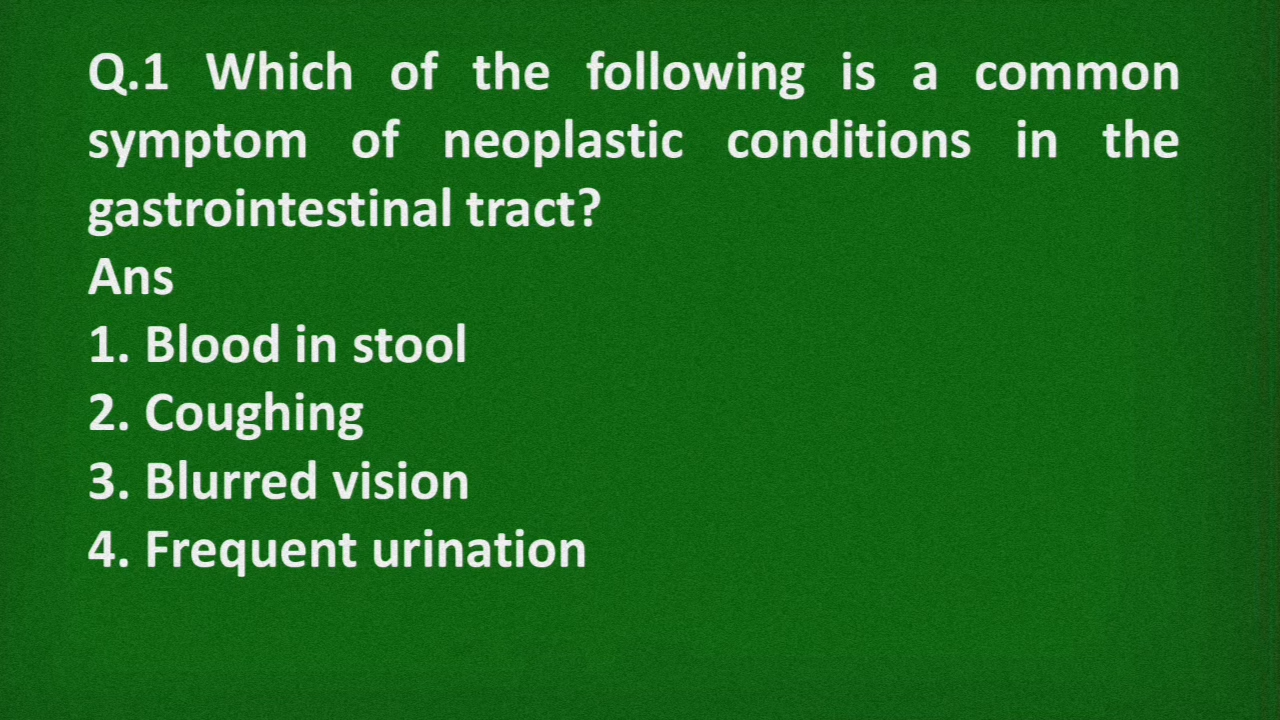 Q.1 Which of the following is a common
symptom of neoplastic conditions in the
gastrointestinal tract?
Ans
1. Blood in stool
2. Coughing
3. Blurred vision
4. Frequent urination